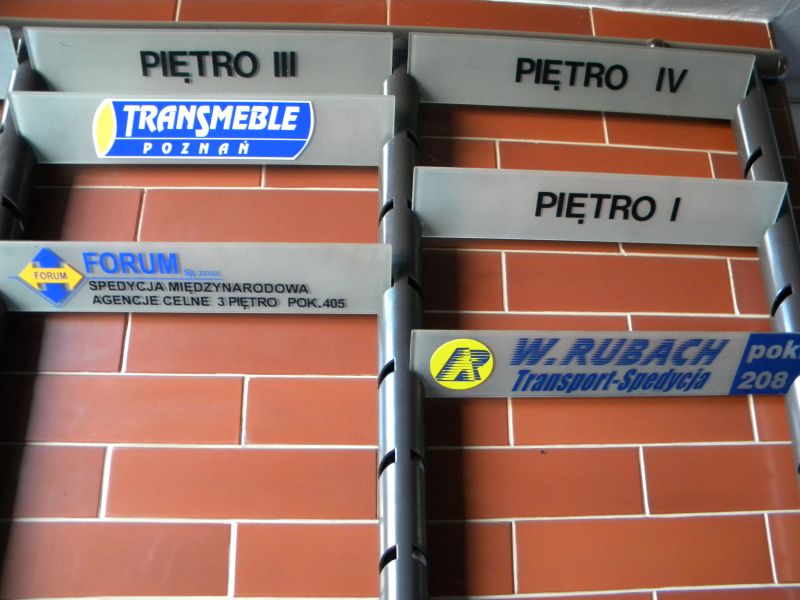 PIĘTRO III
TRANSMEBLE
POZNAŃ
FORUM
FORUM Sp. z o.o.
SPEDYCJA MIĘDZYNARODOWA
AGENCJE CELNE 3 PIĘTRO POK.405
PIĘTRO IV
PIĘTRO I
W. RUBACH
Transport-Spedycja
pok
208